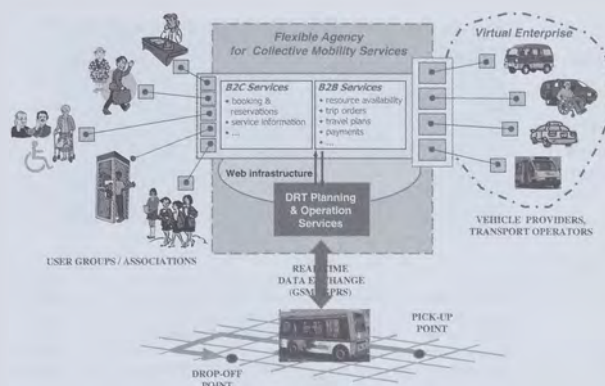 Flexible Agency
for Collective Mobility Services
Virtual Enterprise
B2C Services
• booking &
reservations
• service information
• ...
B2B Services
• resource availability
• trip orders
• travel plans
• payments
• ...
Web infrastructure
DRT Planning
& Operation
Services
VEHICLE PROVIDERS,
TRANSPORT OPERATORS
USER GROUPS / ASSOCIATIONS
REAL-TIME
DATA EXCHANGE
(GSM/GPRS)
PICK-UP
POINT
DROP-OFF
POINT